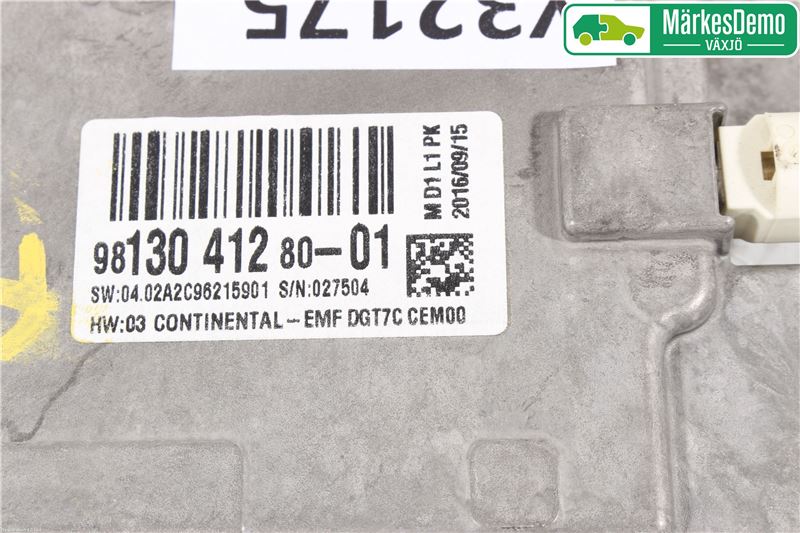 V32175
MärkesDemo
VÄXJÖ
M D1 L1 PK
2016/09/15
98130 412 80-01
SW:04.02A2C96215901 S/N:027504
HW:03 CONTINENTAL-EMF DGT7C CEM00